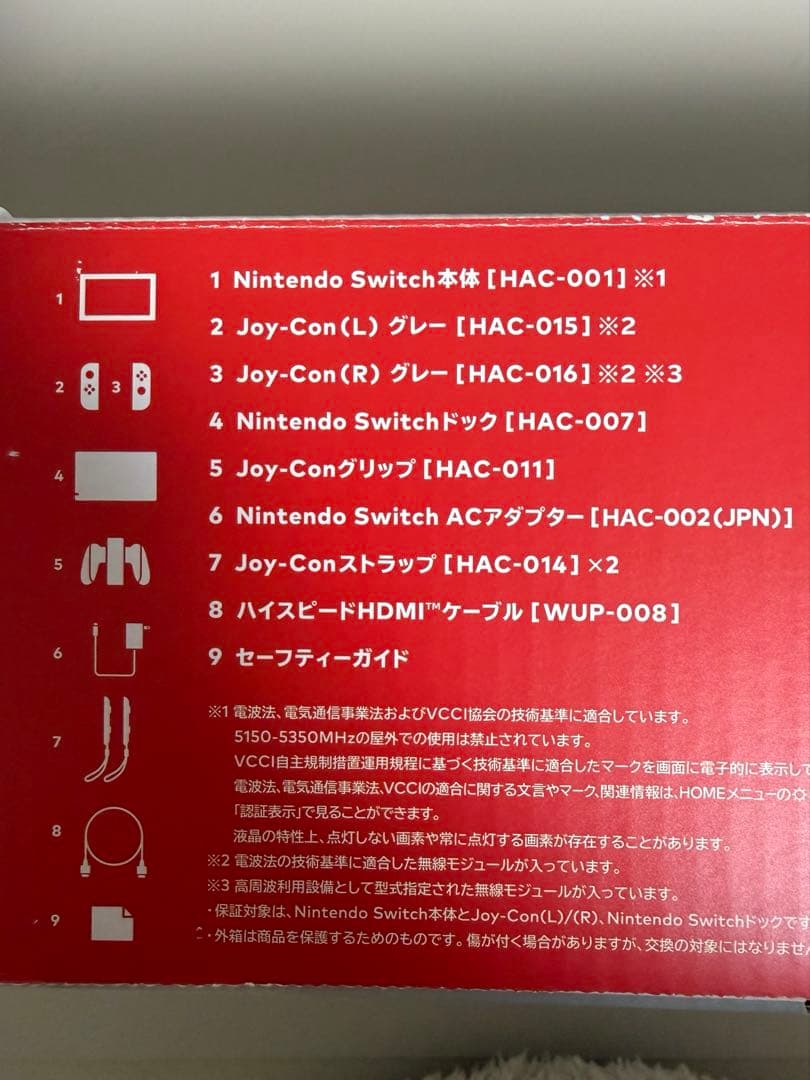 1 Nintendo Switch本体 [HAC-001] ※1
2 Joy-Con(L) グレー [HAC-015] ※2
3 Joy-Con(R) グレー [HAC-016] ※2 ※3
4 Nintendo Switchドック [HAC-007]
5 Joy-Conグリップ [HAC-011]
6 Nintendo Switch ACアダプター [HAC-002(JPN)]
7 Joy-Conストラップ [HAC-014] ×2
8 ハイスピードHDMI™ケーブル [WUP-008]
9 セーフティーガイド
※1 電波法、電気通信事業法およびVCCI協会の技術基準に適合しています。
5150-5350MHzの屋外での使用は禁止されています。
VCCI自主規制措置運用規程に基づく技術基準に適合したマークを画面に電子的に表示して
電波法、電気通信事業法、VCCIの適合に関する文言やマーク、関連情報は、HOMEメニューの
「認証表示」で見ることができます。
液晶の特性上、点灯しない画素や常に点灯する画素が存在することがあります。
※2 電波法の技術基準に適合した無線モジュールが入っています。
※3 高周波利用設備として型式指定された無線モジュールが入っています。
・保証対象は、Nintendo Switch本体とJoy-Con(L)/(R)、Nintendo Switchドックです
・外箱は商品を保護するためのものです。傷が付く場合がありますが、交換の対象にはなりません
1
2
3
4
5
6
7
8
9